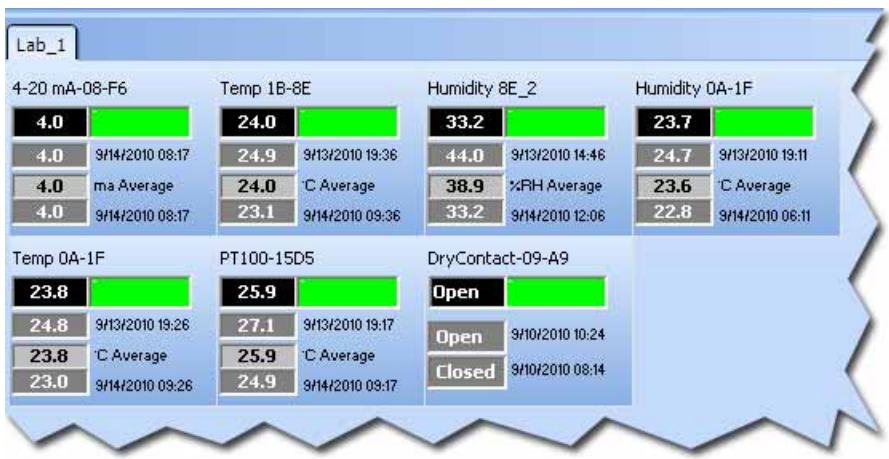 Lab_1
4-20 mA-08-F6 Temp 1B-8E Humidity 8E_2 Humidity 0A-1F
4.0 24.0 33.2 23.7
4.0 9/14/2010 08:17 24.9 9/13/2010 19:36 44.0 9/13/2010 14:46 24.7 9/13/2010 19:11
4.0 ma Average 24.0 °C Average 38.9 %RH Average 23.6 °C Average
4.0 9/14/2010 08:17 23.1 9/14/2010 09:36 33.2 9/14/2010 12:06 22.8 9/14/2010 06:11
Temp 0A-1F PT100-15D5 DryContact-09-A9
23.8 25.9 Open
24.8 9/13/2010 19:26 27.1 9/13/2010 19:17 Open 9/10/2010 10:24
23.8 °C Average 25.9 °C Average Closed 9/10/2010 08:14
23.0 9/14/2010 09:26 24.9 9/14/2010 09:17